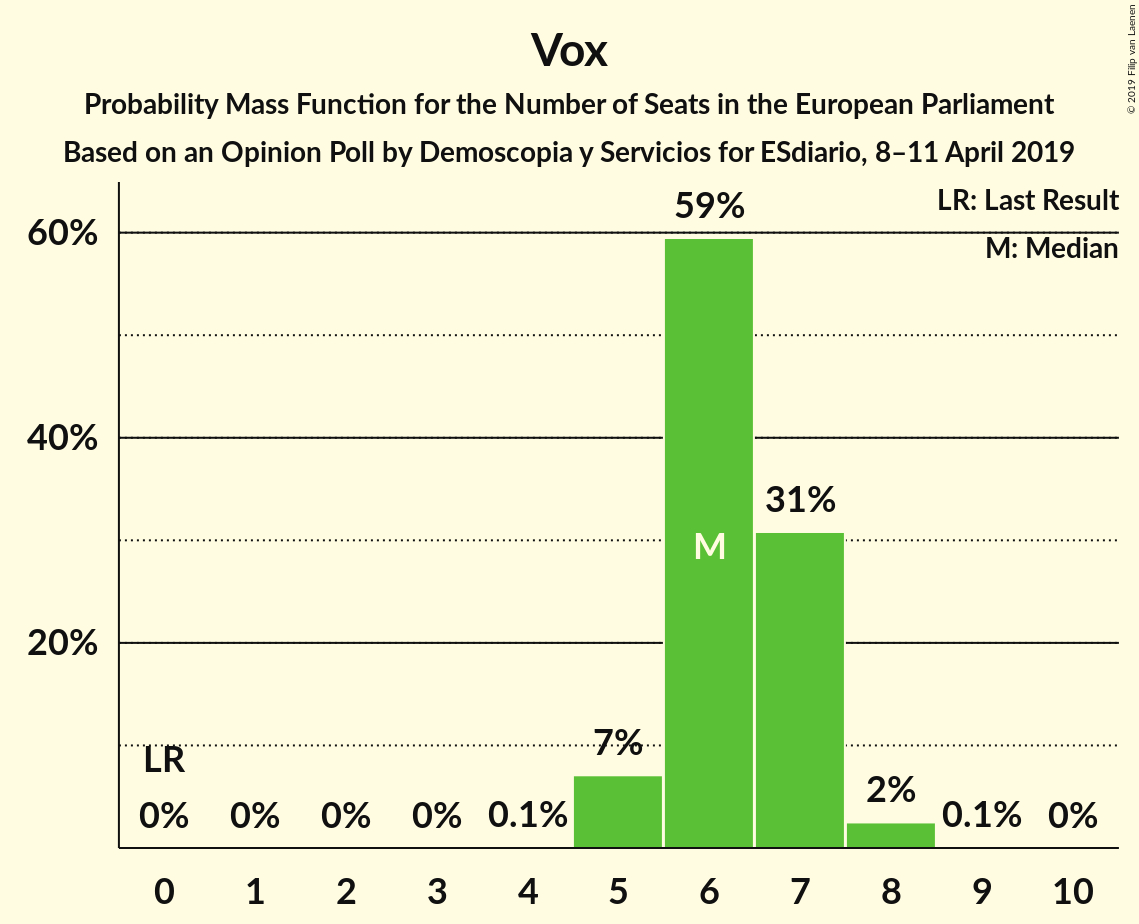 Vox
Probability Mass Function for the Number of Seats in the European Parliament
Based on an Opinion Poll by Demoscopia y Servicios for ESdiario, 8–11 April 2019
© 2019 Filip van Laenen
LR: Last Result
M: Median
60%
40%
20%
59%
31%
M
7%
LR
0% 0% 0% 0% 0.1% 2% 0.1% 0%
0 1 2 3 4 5 6 7 8 9 10